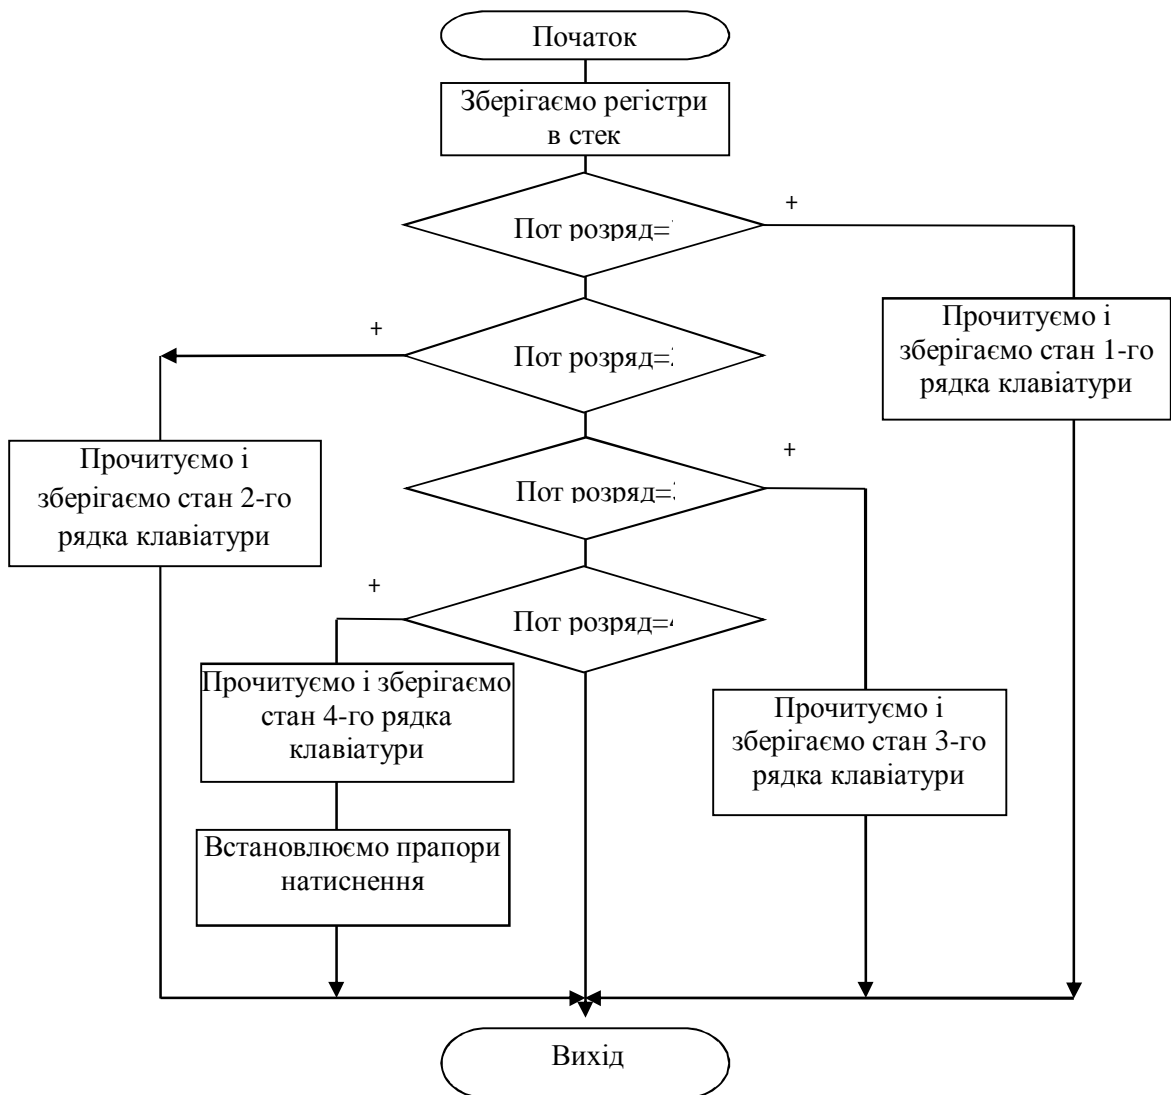 Початок
Зберігаємо регістри
в стек
+
Пот розряд=
+
Прочитуємо і
зберігаємо стан 1-го
рядка клавіатури
Пот розряд=
Прочитуємо і
зберігаємо стан 2-го
рядка клавіатури
+
Пот розряд=
+
Пот розряд=
Прочитуємо і зберігаємо
стан 4-го рядка
клавіатури
Прочитуємо і
зберігаємо стан 3-го
рядка клавіатури
Встановлюємо прапори
натиснення
Вихід